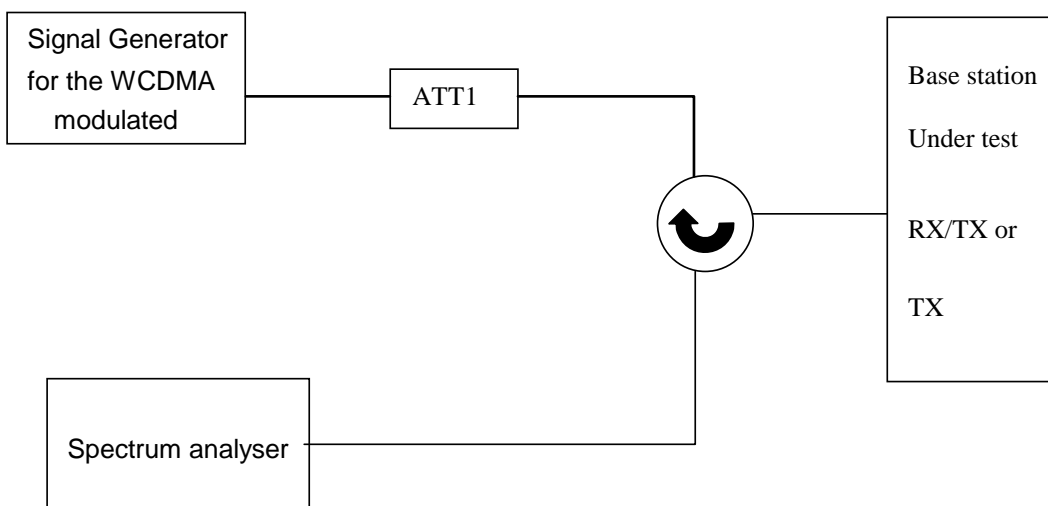 Signal Generator
for the WCDMA
modulated
ATT1
Base station
Under test
RX/TX or
TX
Spectrum analyser